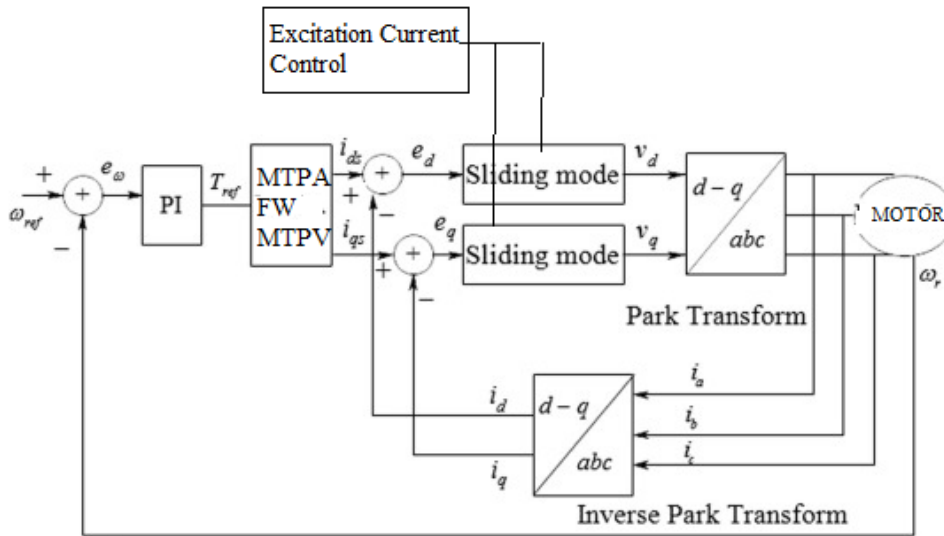 Excitation Current
Control
+
e_ω
ω_ref
+
−
PI
T_ref
MTPA
FW .
MTPV
i_ds
+
+
−
i_qs
+
+
−
e_d
e_q
Sliding mode
Sliding mode
v_d
v_q
d − q
abc
MOTOR
ω_r
Park Transform
i_a
i_b
i_c
i_d
i_q
d − q
abc
Inverse Park Transform